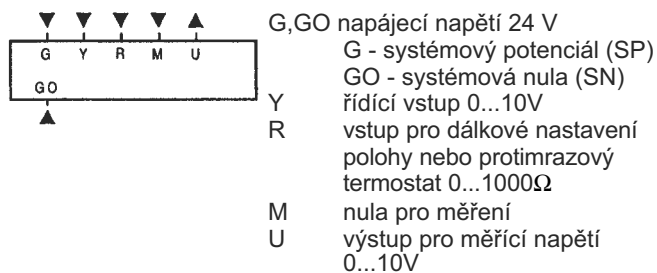 G Y R M U
GO
G,GO napájecí napětí 24 V
G - systémový potenciál (SP)
GO - systémová nula (SN)
Y řídící vstup 0...10V
R vstup pro dálkové nastavení
polohy nebo protimrazový
termostat 0...1000Ω
M nula pro měření
U výstup pro měřící napětí
0...10V